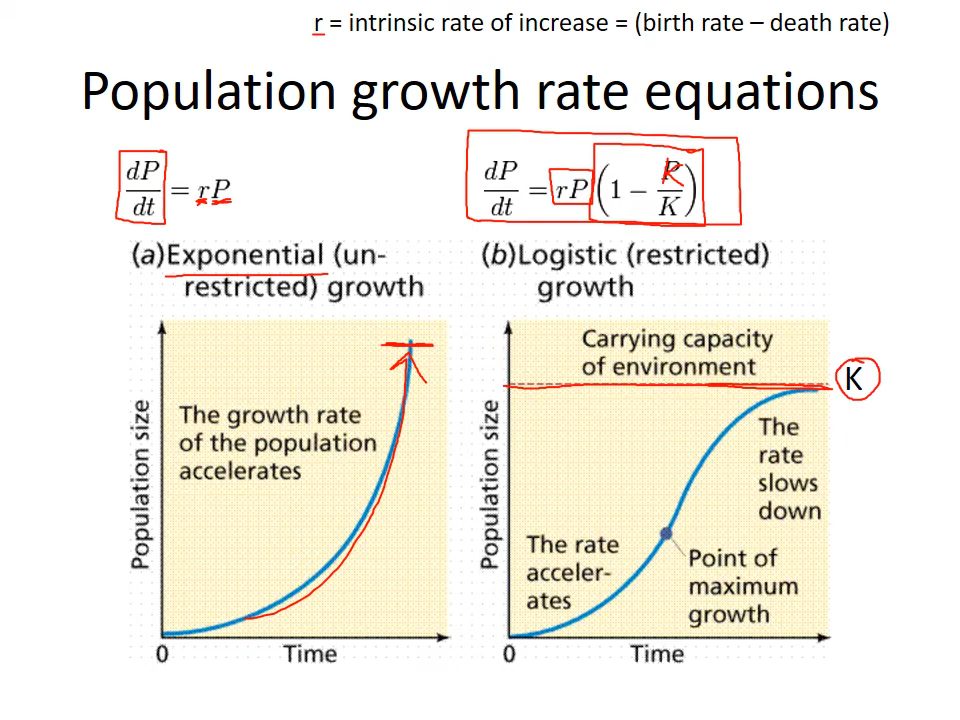 r = intrinsic rate of increase = (birth rate – death rate)
Population growth rate equations
dP/dt = rP
dP/dt = rP(1 − P/K)
K
(a)Exponential (un-
restricted) growth
(b)Logistic (restricted)
growth
Population size
The growth rate
of the population
accelerates
0
Time
Population size
Carrying capacity
of environment
K
The
rate
slows
down
The rate
acceler-
ates
Point of
maximum
growth
0
Time